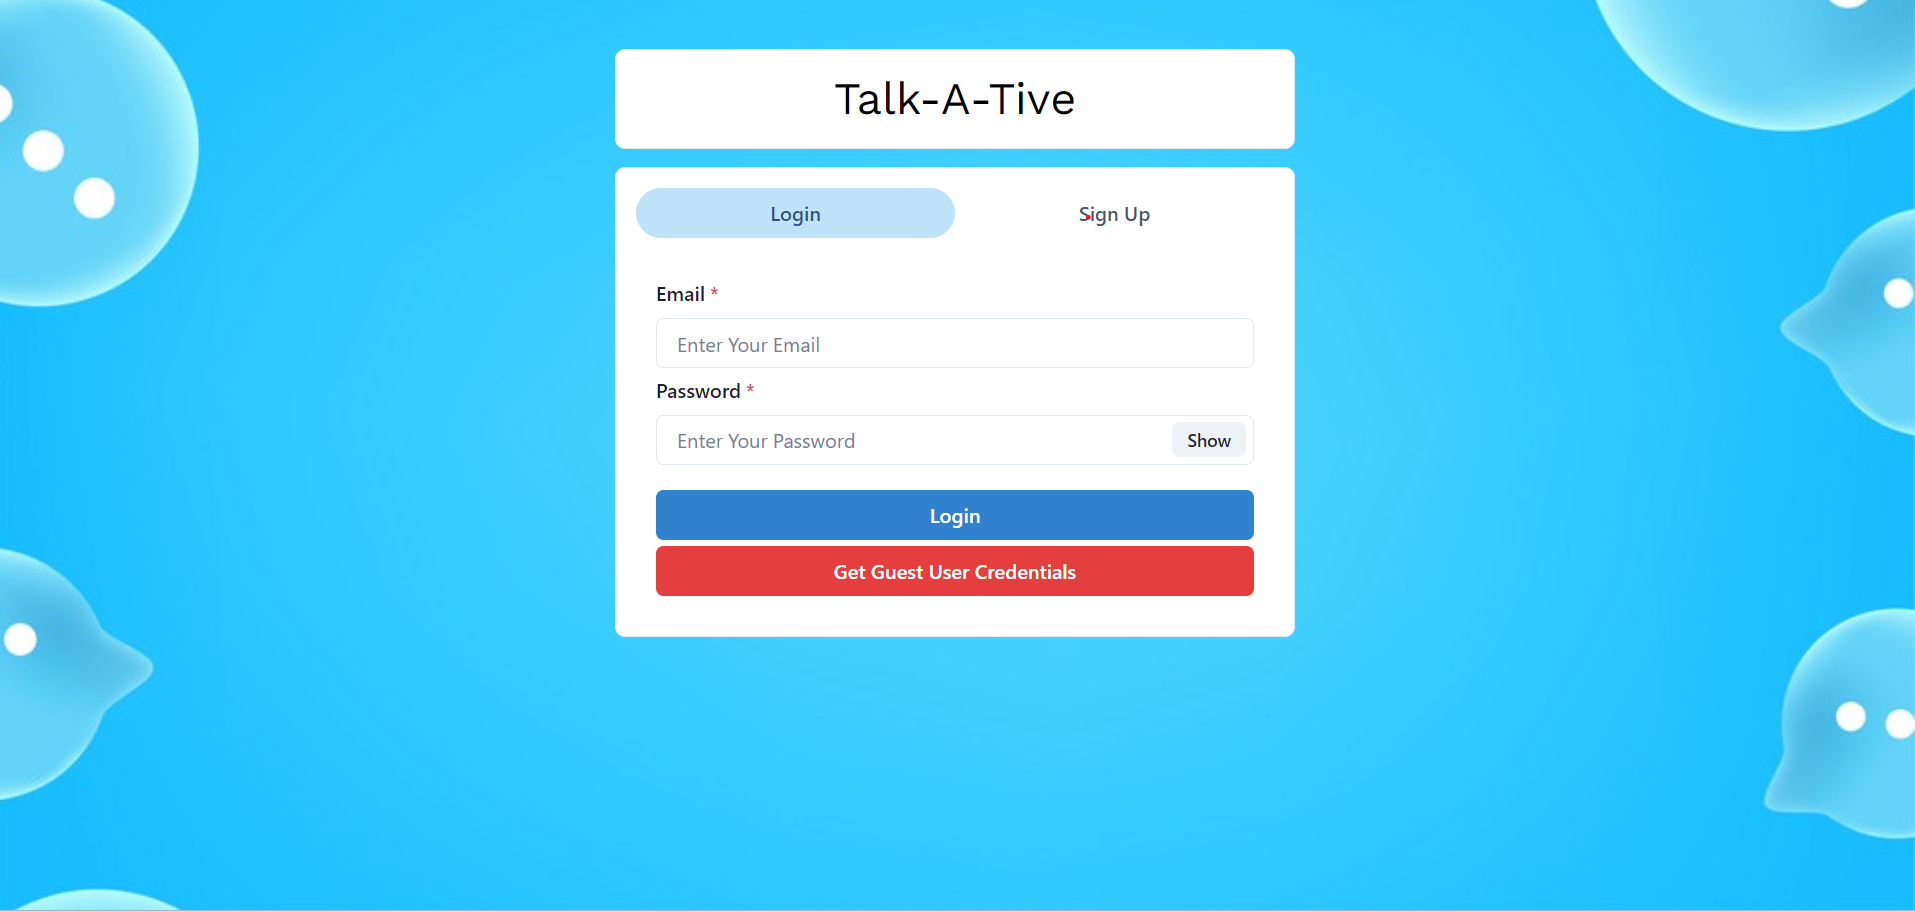 Talk-A-Tive
Login
Sign Up
Email *
Enter Your Email
Password *
Enter Your Password
Show
Login
Get Guest User Credentials